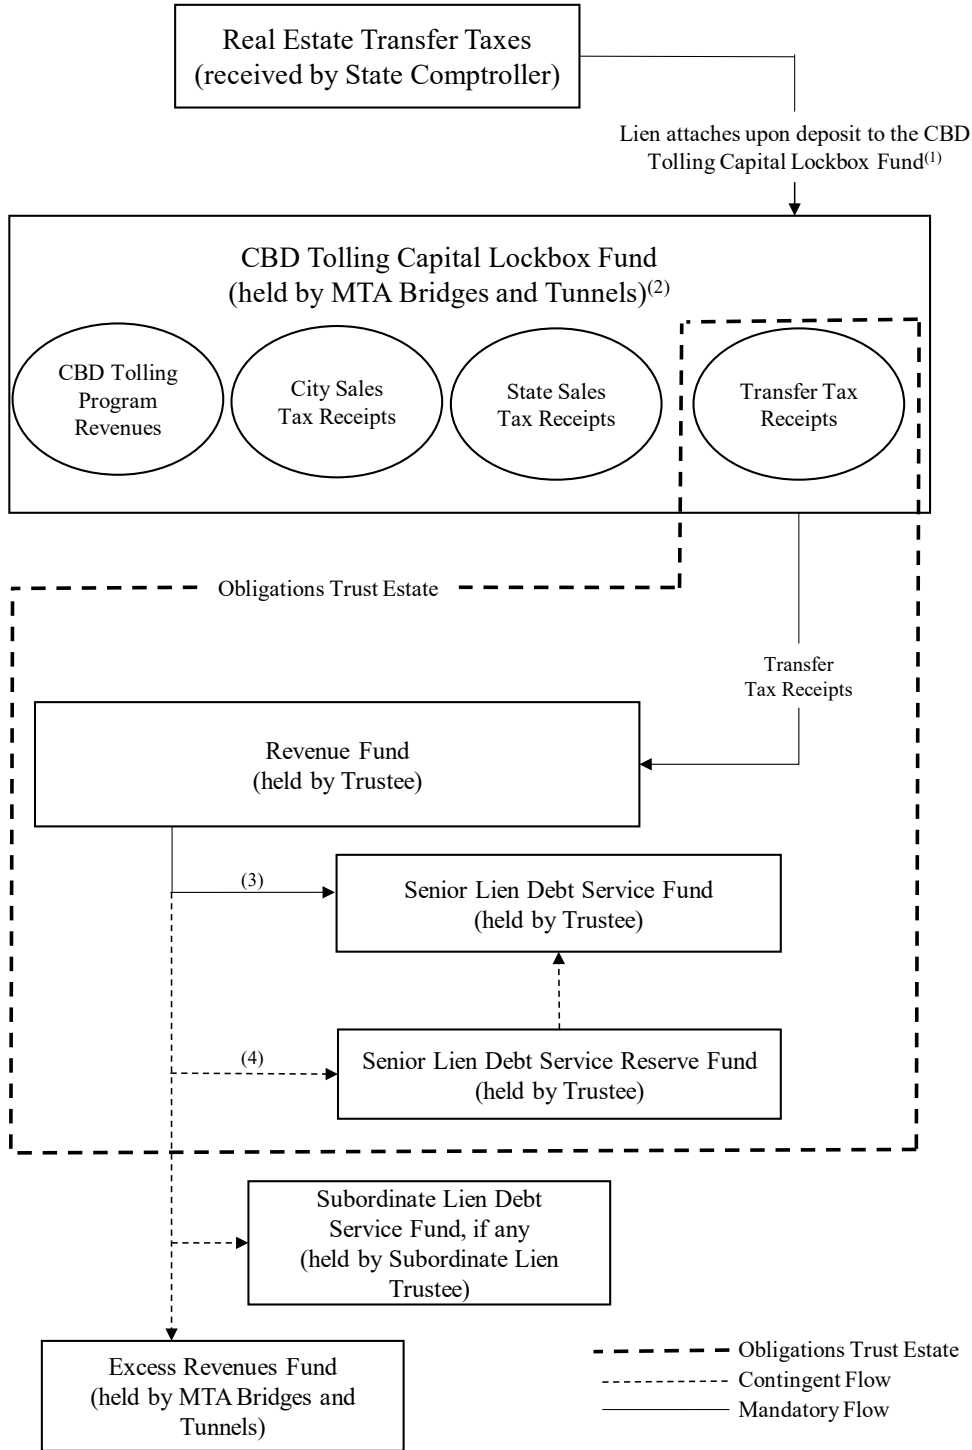 Real Estate Transfer Taxes
(received by State Comptroller)
Lien attaches upon deposit to the CBD
Tolling Capital Lockbox Fund(1)
CBD Tolling Capital Lockbox Fund
(held by MTA Bridges and Tunnels)(2)
CBD Tolling
Program
Revenues
City Sales
Tax Receipts
State Sales
Tax Receipts
Transfer Tax
Receipts
Obligations Trust Estate
Transfer
Tax Receipts
Revenue Fund
(held by Trustee)
(3)
Senior Lien Debt Service Fund
(held by Trustee)
(4)
Senior Lien Debt Service Reserve Fund
(held by Trustee)
Subordinate Lien Debt
Service Fund, if any
(held by Subordinate Lien
Trustee)
Excess Revenues Fund
(held by MTA Bridges and
Tunnels)
Obligations Trust Estate
Contingent Flow
Mandatory Flow